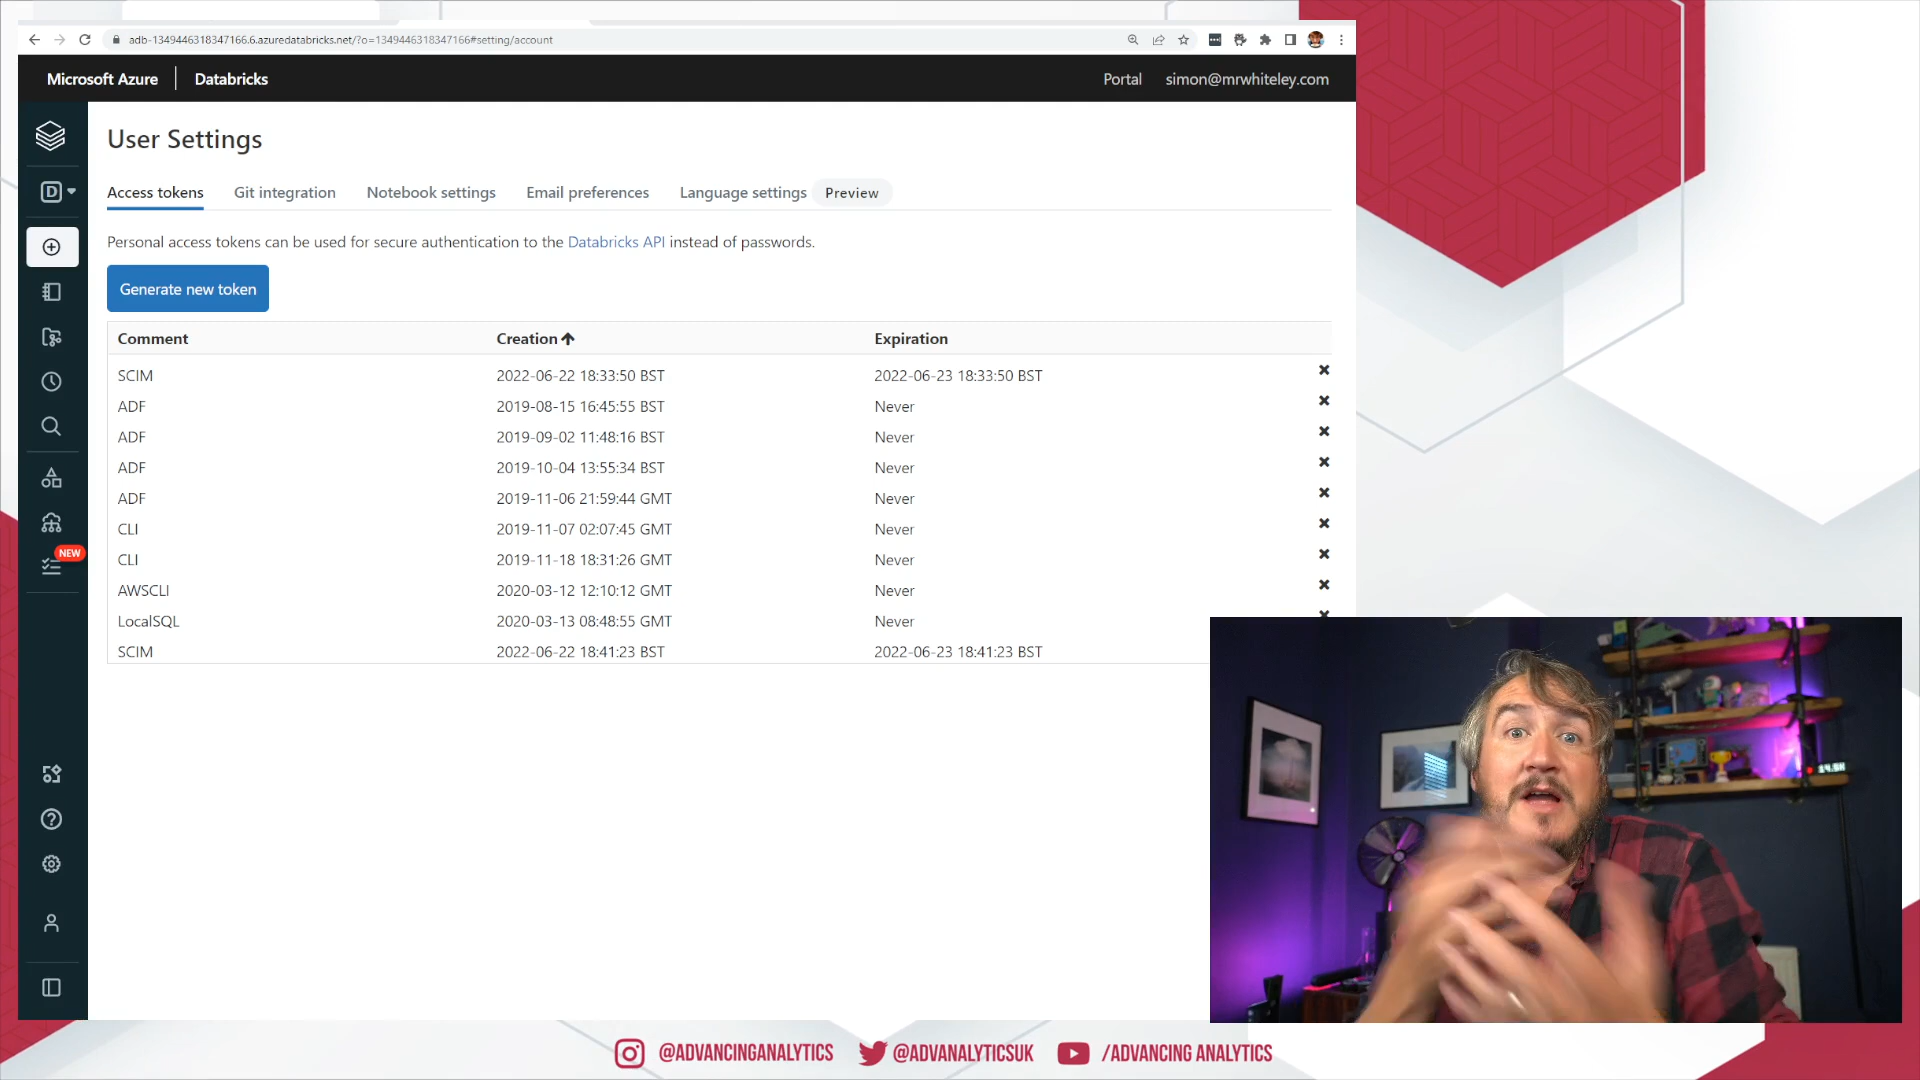 adb-1349446318347166.6.azuredatabricks.net/?o=1349446318347166#setting/account
Microsoft Azure Databricks Portal simon@mrwhiteley.com
User Settings
Access tokens Git integration Notebook settings Email preferences Language settings Preview
Personal access tokens can be used for secure authentication to the Databricks API instead of passwords.
Generate new token
Comment Creation Expiration
SCIM 2022-06-22 18:33:50 BST 2022-06-23 18:33:50 BST
ADF 2019-08-15 16:45:55 BST Never
ADF 2019-09-02 11:48:16 BST Never
ADF 2019-10-04 13:55:34 BST Never
ADF 2019-11-06 21:59:44 GMT Never
CLI 2019-11-07 02:07:45 GMT Never
CLI 2019-11-18 18:31:26 GMT Never
AWSCLI 2020-03-12 12:10:12 GMT Never
LocalSQL 2020-03-13 08:48:55 GMT Never
SCIM 2022-06-22 18:41:23 BST 2022-06-23 18:41:23 BST
D
NEW
@ADVANCINGANALYTICS @ADVANALYTICSUK /ADVANCING ANALYTICS